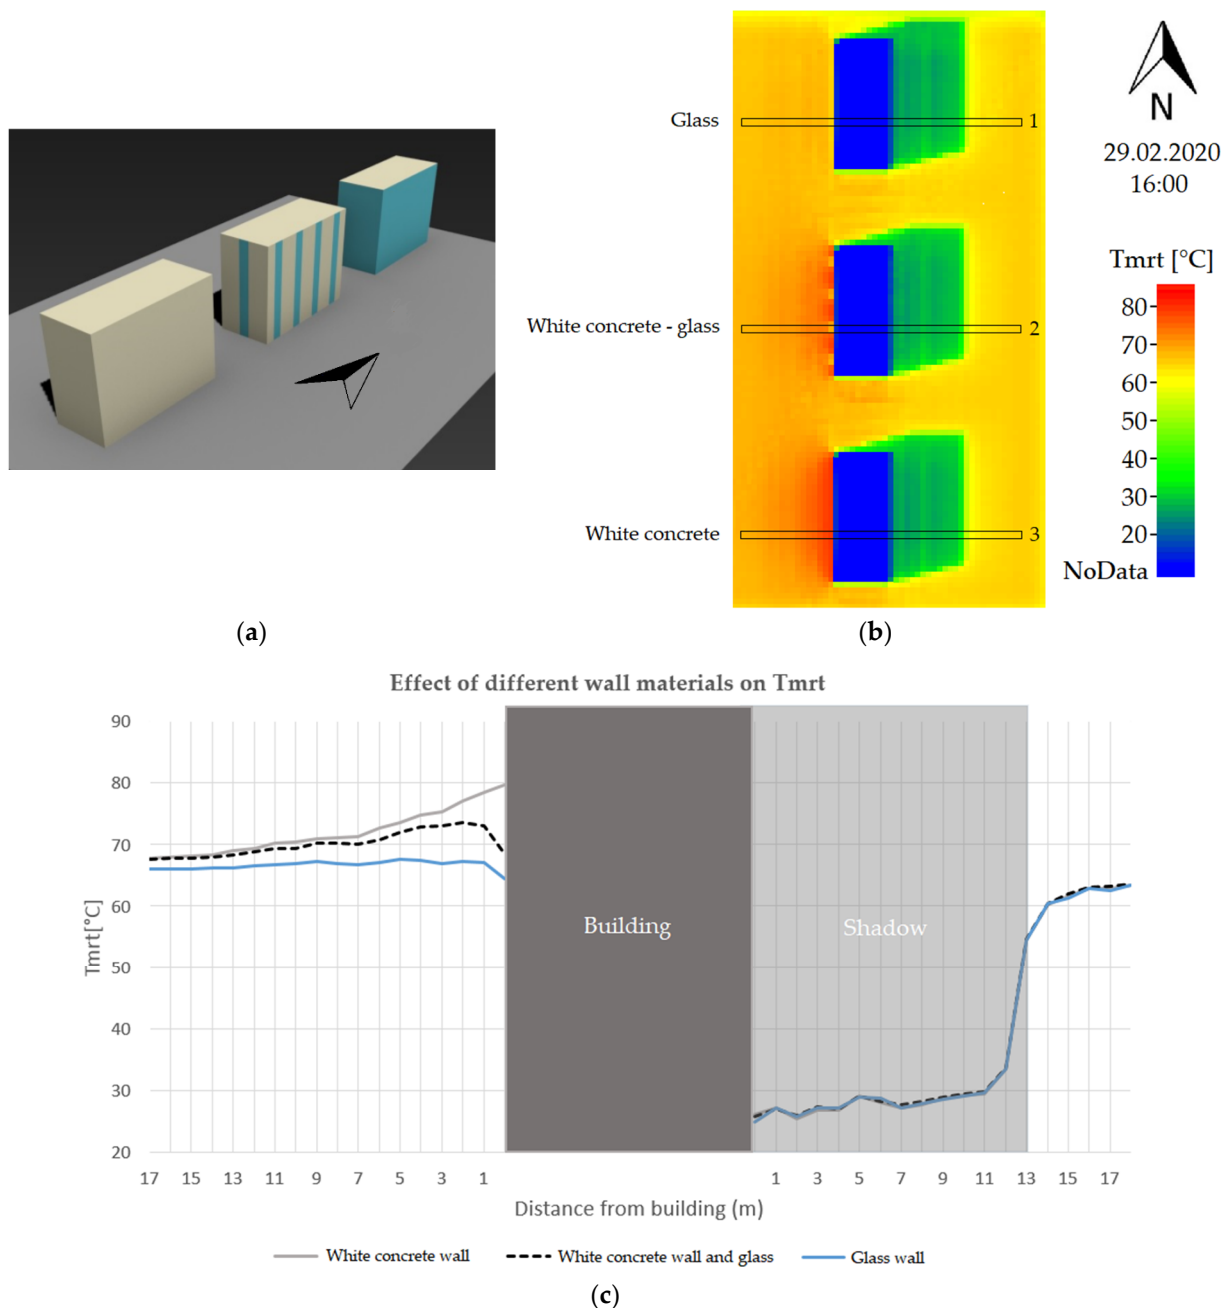 Glass
1
N
29.02.2020
16:00
White concrete - glass
2
Tmrt [°C]
80
70
60
50
40
30
20
NoData
White concrete
3
(a)
(b)
Effect of different wall materials on Tmrt
90
80
70
60
50
40
30
20
Tmrt[°C]
Building
Shadow
17 15 13 11 9 7 5 3 1 1 3 5 7 9 11 13 15 17
Distance from building (m)
White concrete wall White concrete wall and glass Glass wall
(c)